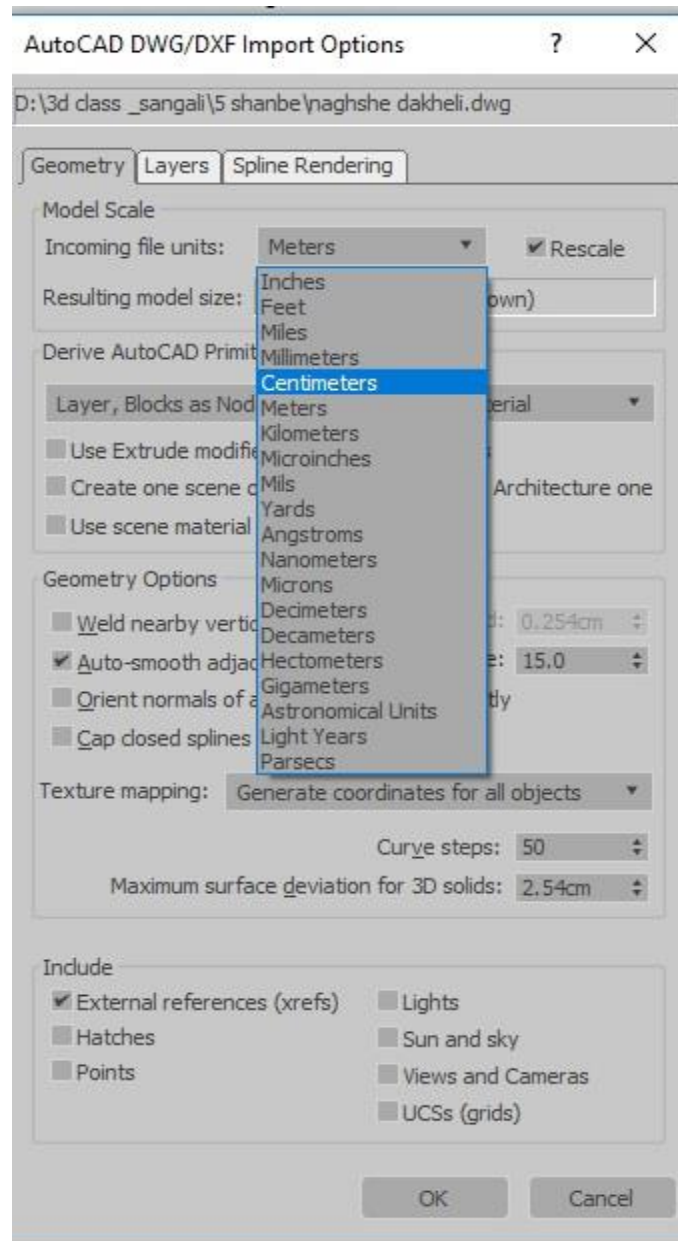 AutoCAD DWG/DXF Import Options ? X
D:\3d class _sangali\5 shanbe\naghshe dakheli.dwg
Geometry Layers Spline Rendering
Model Scale
Incoming file units: Meters Rescale
Resulting model size: own)
Derive AutoCAD Primit
Layer, Blocks as Nod erial
Use Extrude modifie
Create one scene o Architecture one
Use scene material
Inches
Feet
Miles
Millimeters
Centimeters
Meters
Kilometers
Microinches
Mils
Yards
Angstroms
Nanometers
Microns
Decimeters
Decameters
Hectometers
Gigameters
Astronomical Units
Light Years
Parsecs
Geometry Options
Weld nearby vertic d: 0.254cm
Auto-smooth adjac e: 15.0
Orient normals of a tly
Cap closed splines
Texture mapping: Generate coordinates for all objects
Curve steps: 50
Maximum surface deviation for 3D solids: 2.54cm
Include
External references (xrefs) Lights
Hatches Sun and sky
Points Views and Cameras
UCSs (grids)
OK Cancel